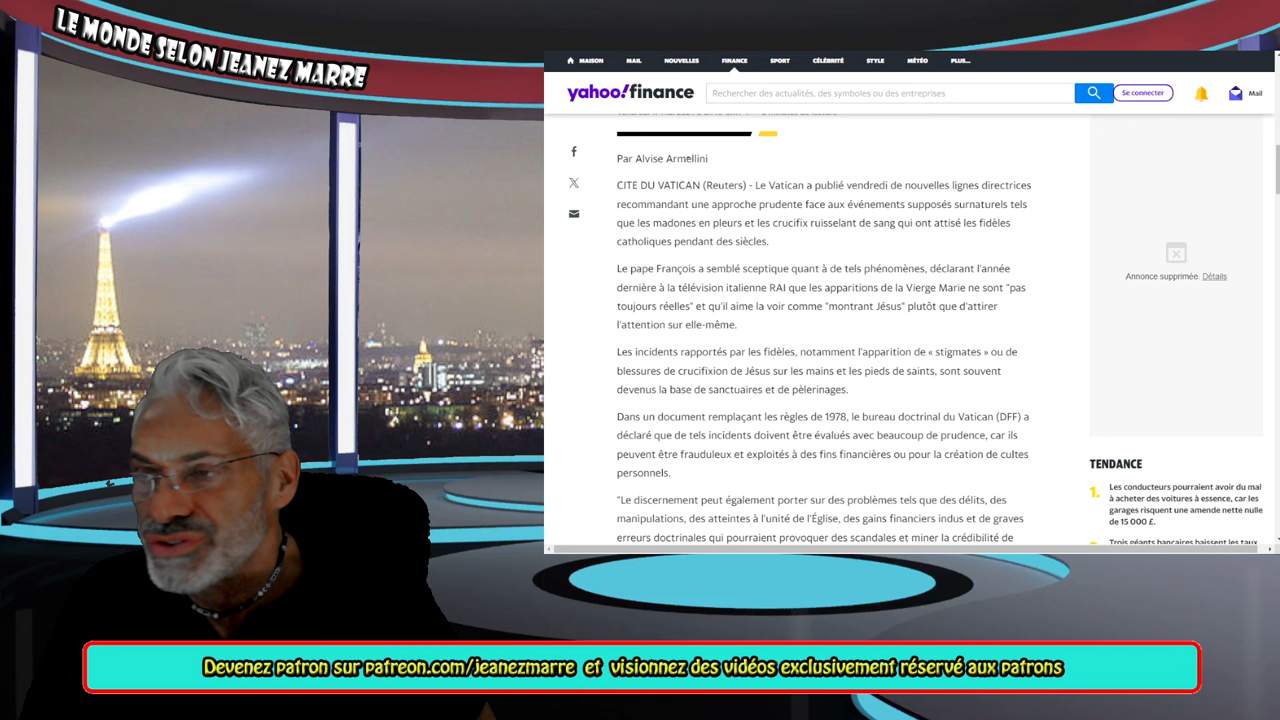 LE MONDE SELON JEANEZ MARRE
MAISON MAIL NOUVELLES FINANCE SPORT CÉLÉBRITÉ STYLE MÉTÉO PLUS...
yahoo!finance
Rechercher des actualités, des symboles ou des entreprises
Se connecter
Mail
Par Alvise Armellini
CITE DU VATICAN (Reuters) - Le Vatican a publié vendredi de nouvelles lignes directrices
recommandant une approche prudente face aux événements supposés surnaturels tels
que les madones en pleurs et les crucifix ruisselant de sang qui ont attisé les fidèles
catholiques pendant des siècles.
Le pape François a semblé sceptique quant à de tels phénomènes, déclarant l'année
dernière à la télévision italienne RAI que les apparitions de la Vierge Marie ne sont "pas
toujours réelles" et qu'il aime la voir comme "montrant Jésus" plutôt que d'attirer
l'attention sur elle-même.
Les incidents rapportés par les fidèles, notamment l'apparition de « stigmates » ou de
blessures de crucifixion de Jésus sur les mains et les pieds de saints, sont souvent
devenus la base de sanctuaires et de pèlerinages.
Dans un document remplaçant les règles de 1978, le bureau doctrinal du Vatican (DFF) a
déclaré que de tels incidents doivent être évalués avec beaucoup de prudence, car ils
peuvent être frauduleux et exploités à des fins financières ou pour la création de cultes
personnels.
"Le discernement peut également porter sur des problèmes tels que des délits, des
manipulations, des atteintes à l'unité de l'Église, des gains financiers indus et de graves
erreurs doctrinales qui pourraient provoquer des scandales et miner la crédibilité de
Annonce supprimée. Détails
TENDANCE
1. Les conducteurs pourraient avoir du mal
à acheter des voitures à essence, car les
garages risquent une amende nette nulle
de 15 000 £.
Trois géants bancaires baissent les taux
Devenez patron sur patreon.com/jeanezmarre et visionnez des vidéos exclusivement réservé aux patrons